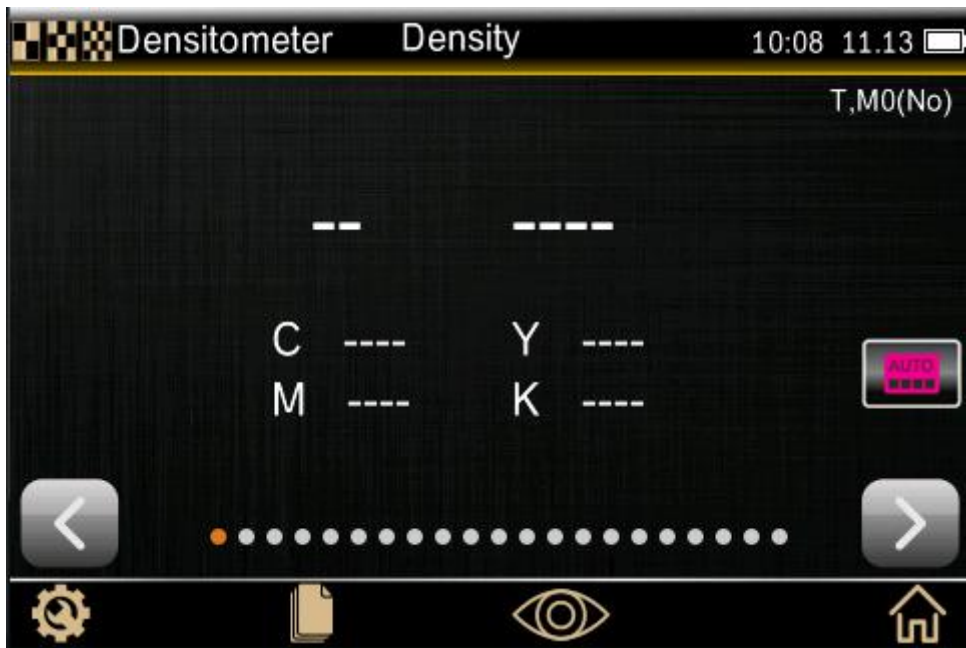 Densitometer Density 10:08 11.13
T,M0(No)
-- ----
C ---- Y ----
AUTO
M ---- K ----